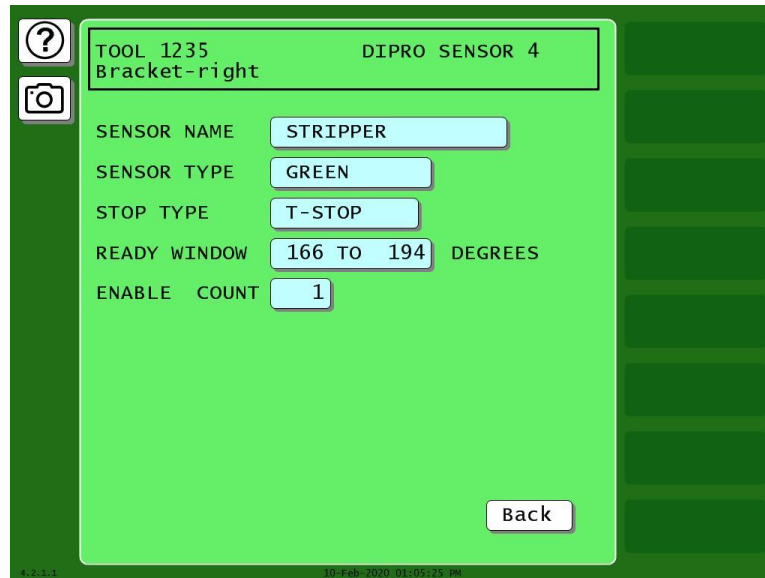 ?
TOOL 1235 DIPRO SENSOR 4
Bracket-right
SENSOR NAME STRIPPER
SENSOR TYPE GREEN
STOP TYPE T-STOP
READY WINDOW 166 TO 194 DEGREES
ENABLE COUNT 1
Back
4.2.1.1 10-Feb-2020 01:05:25 PM